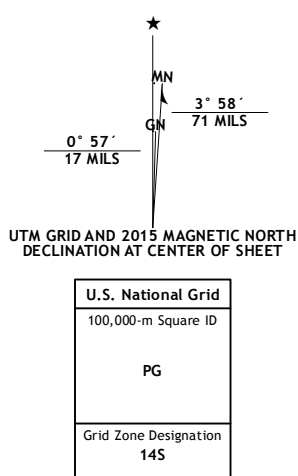 ★
MN
3° 58´
71 MILS
GN
0° 57´
17 MILS
UTM GRID AND 2015 MAGNETIC NORTH
DECLINATION AT CENTER OF SHEET
U.S. National Grid
100,000-m Square ID
PG
Grid Zone Designation
14S